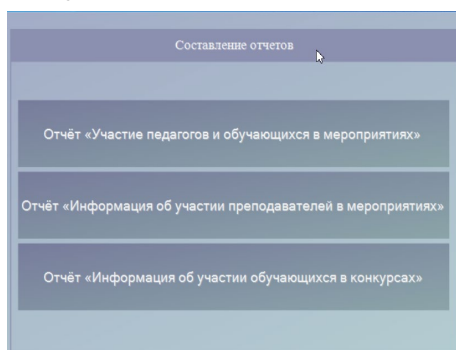 Составление отчетов
Отчёт «Участие педагогов и обучающихся в мероприятиях»
Отчёт «Информация об участии преподавателей в мероприятиях»
Отчёт «Информация об участии обучающихся в конкурсах»